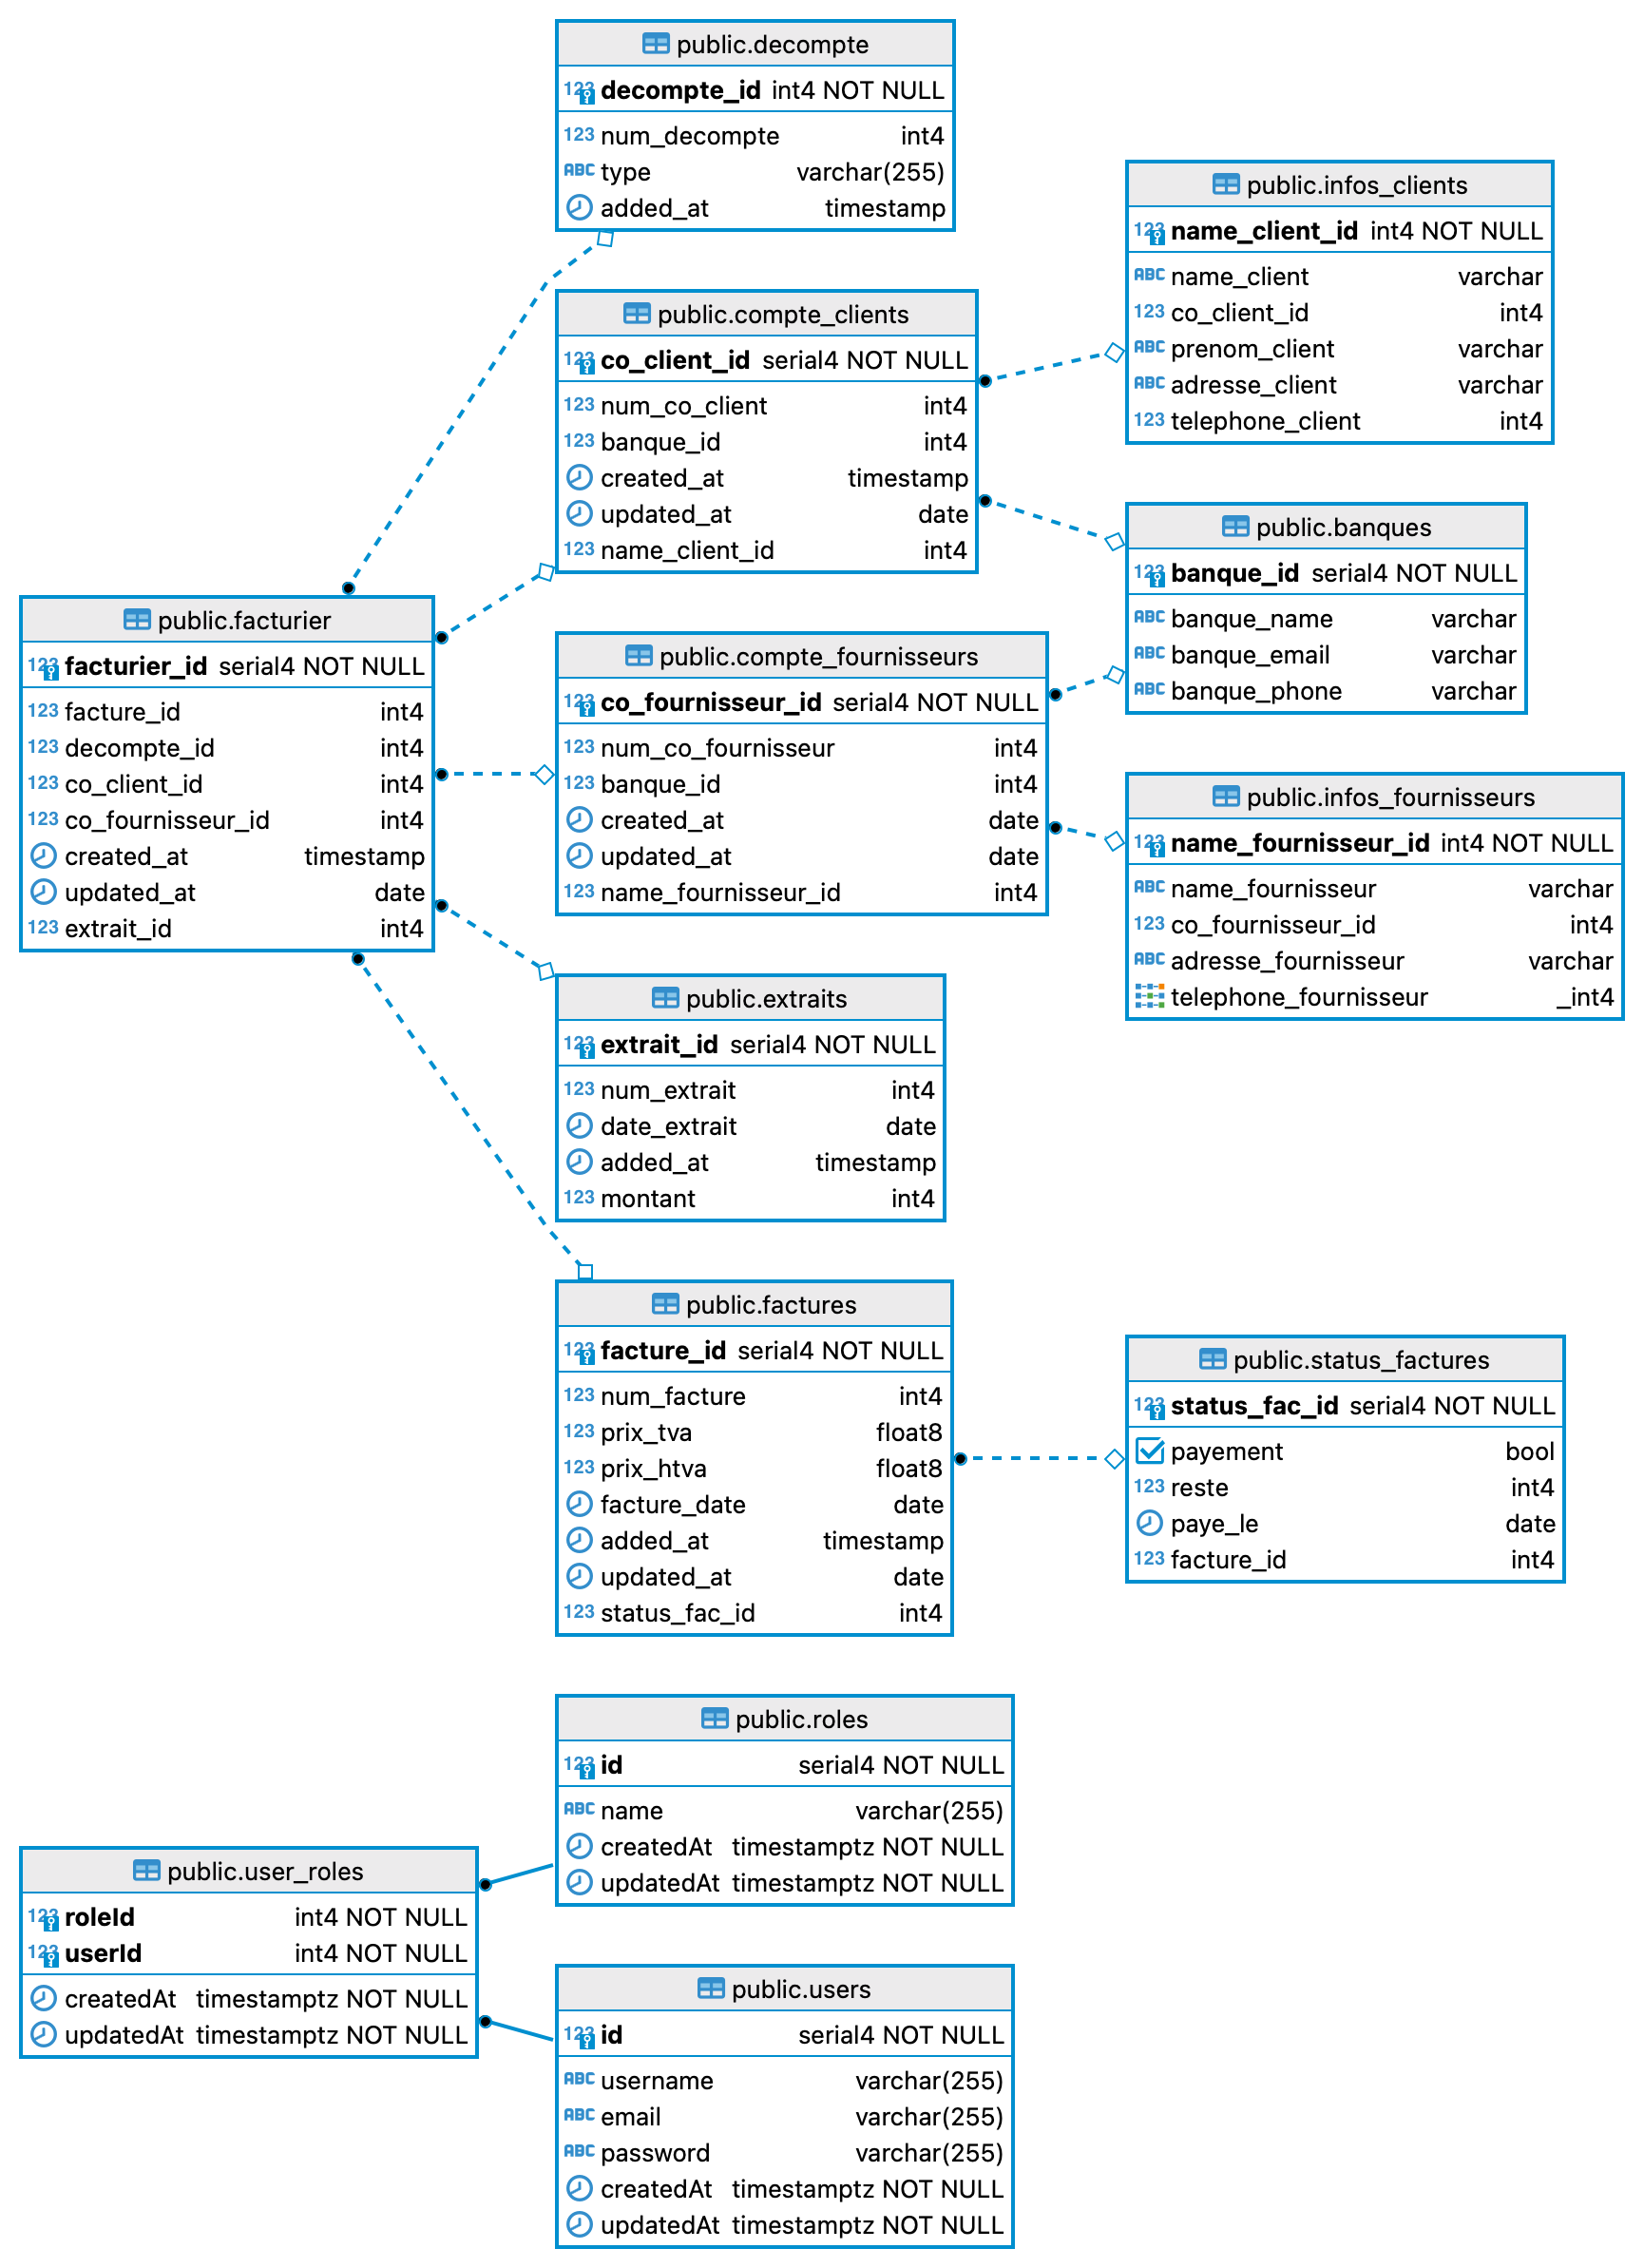 public.decompte
123 decompte_id int4 NOT NULL
123 num_decompte int4
ABC type varchar(255)
added_at timestamp
public.infos_clients
123 name_client_id int4 NOT NULL
ABC name_client varchar
123 co_client_id int4
ABC prenom_client varchar
ABC adresse_client varchar
123 telephone_client int4
public.compte_clients
123 co_client_id serial4 NOT NULL
123 num_co_client int4
123 banque_id int4
created_at timestamp
updated_at date
123 name_client_id int4
public.banques
123 banque_id serial4 NOT NULL
ABC banque_name varchar
ABC banque_email varchar
ABC banque_phone varchar
public.facturier
123 facturier_id serial4 NOT NULL
123 facture_id int4
123 decompte_id int4
123 co_client_id int4
123 co_fournisseur_id int4
created_at timestamp
updated_at date
123 extrait_id int4
public.compte_fournisseurs
123 co_fournisseur_id serial4 NOT NULL
123 num_co_fournisseur int4
123 banque_id int4
created_at date
updated_at date
123 name_fournisseur_id int4
public.infos_fournisseurs
123 name_fournisseur_id int4 NOT NULL
ABC name_fournisseur varchar
123 co_fournisseur_id int4
ABC adresse_fournisseur varchar
telephone_fournisseur _int4
public.extraits
123 extrait_id serial4 NOT NULL
123 num_extrait int4
date_extrait date
added_at timestamp
123 montant int4
public.factures
123 facture_id serial4 NOT NULL
123 num_facture int4
123 prix_tva float8
123 prix_htva float8
facture_date date
added_at timestamp
updated_at date
123 status_fac_id int4
public.status_factures
123 status_fac_id serial4 NOT NULL
payement bool
123 reste int4
paye_le date
123 facture_id int4
public.roles
123 id serial4 NOT NULL
ABC name varchar(255)
createdAt timestamptz NOT NULL
updatedAt timestamptz NOT NULL
public.user_roles
123 roleId int4 NOT NULL
123 userId int4 NOT NULL
createdAt timestamptz NOT NULL
updatedAt timestamptz NOT NULL
public.users
123 id serial4 NOT NULL
ABC username varchar(255)
ABC email varchar(255)
ABC password varchar(255)
createdAt timestamptz NOT NULL
updatedAt timestamptz NOT NULL